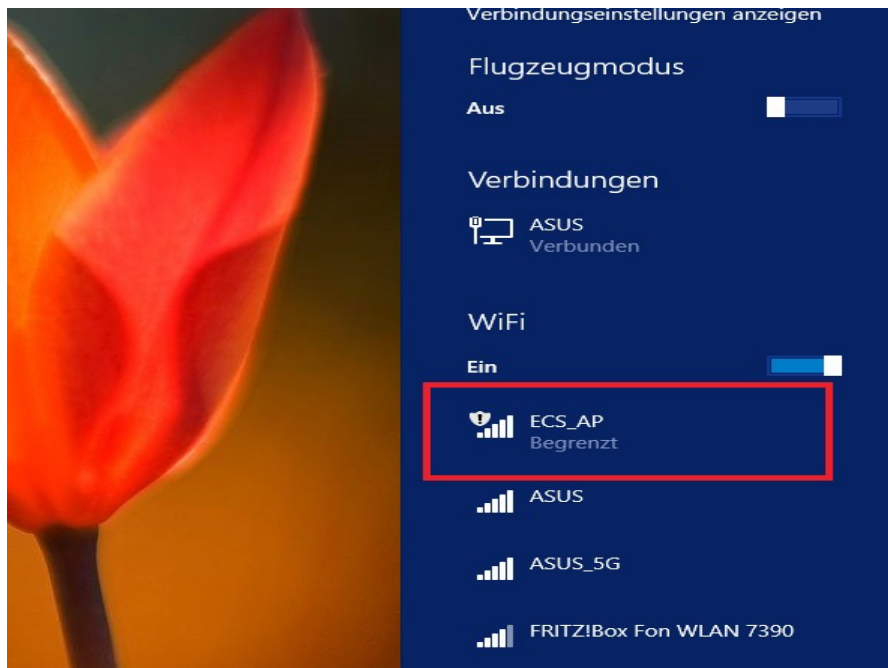 Verbindungseinstellungen anzeigen
Flugzeugmodus
Aus
Verbindungen
ASUS
Verbunden
WiFi
Ein
ECS_AP
Begrenzt
ASUS
ASUS_5G
FRITZ!Box Fon WLAN 7390